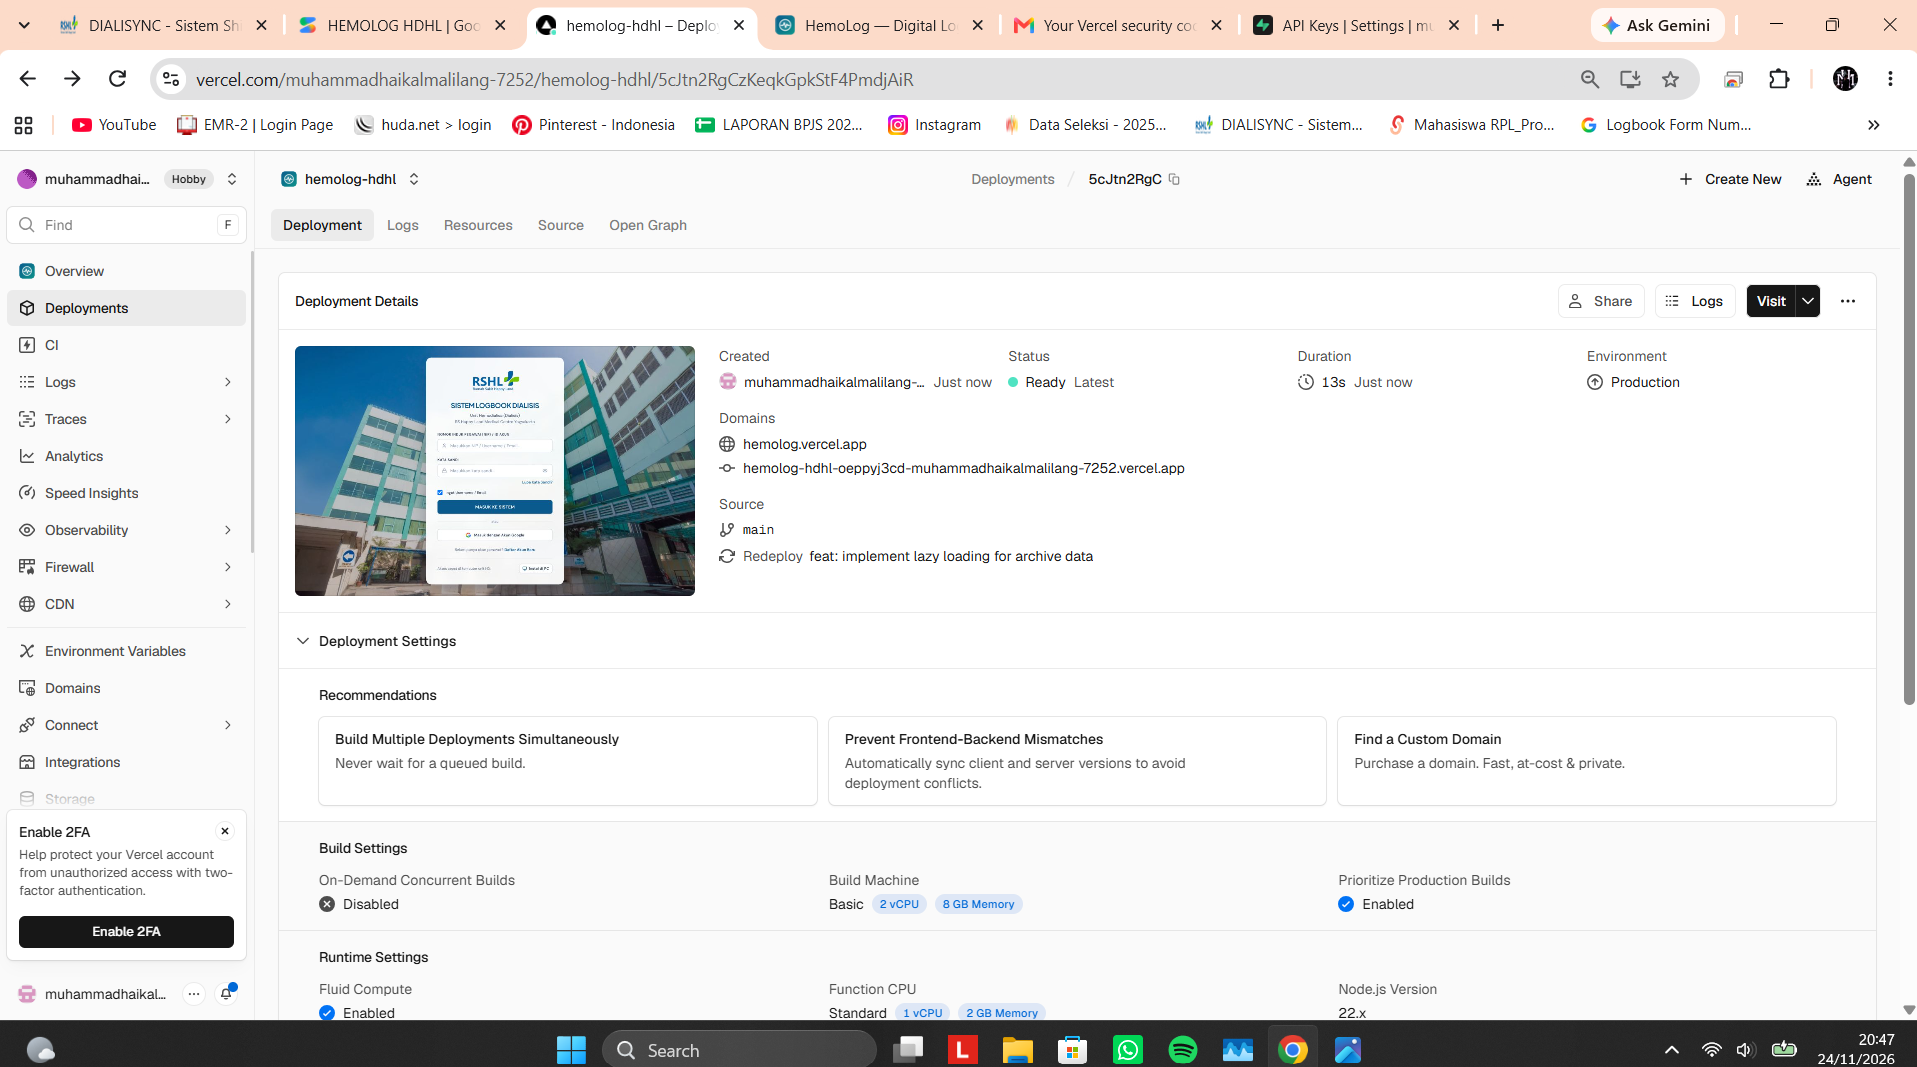 DIALISYNC - Sistem Shi
HEMOLOG HDHL | Goo
hemolog-hdhl – Deplo
HemoLog — Digital Lo
Your Vercel security co
API Keys | Settings | mu
Ask Gemini
vercel.com/muhammadhaikalmalilang-7252/hemolog-hdhl/5cJtn2RgCzKeqkGpkStF4PmdjAiR
YouTube
EMR-2 | Login Page
huda.net > login
Pinterest - Indonesia
LAPORAN BPJS 202...
Instagram
Data Seleksi - 2025...
DIALISYNC - Sistem...
Mahasiswa RPL_Pro...
Logbook Form Num...
muhammadhai...
Hobby
hemolog-hdhl
Deployments / 5cJtn2RgC
Create New
Agent
Find
F
Deployment
Logs
Resources
Source
Open Graph
Overview
Deployments
CI
Logs
Traces
Analytics
Speed Insights
Observability
Firewall
CDN
Environment Variables
Domains
Connect
Integrations
Storage
Enable 2FA
Help protect your Vercel account
from unauthorized access with two-
factor authentication.
Enable 2FA
muhammadhaikal...
Deployment Details
Share
Logs
Visit
RSHL
SISTEM LOGBOOK DIALISIS
MASUK KE SISTEM
Created
muhammadhaikalmalilang-... Just now
Status
Ready Latest
Duration
13s Just now
Environment
Production
Domains
hemolog.vercel.app
hemolog-hdhl-oeppyj3cd-muhammadhaikalmalilang-7252.vercel.app
Source
main
Redeploy feat: implement lazy loading for archive data
Deployment Settings
Recommendations
Build Multiple Deployments Simultaneously
Never wait for a queued build.
Prevent Frontend-Backend Mismatches
Automatically sync client and server versions to avoid
deployment conflicts.
Find a Custom Domain
Purchase a domain. Fast, at-cost & private.
Build Settings
On-Demand Concurrent Builds
Disabled
Build Machine
Basic 2 vCPU 8 GB Memory
Prioritize Production Builds
Enabled
Runtime Settings
Fluid Compute
Enabled
Function CPU
Standard 1 vCPU 2 GB Memory
Node.js Version
22.x
Search
L
20:47
24/11/2026